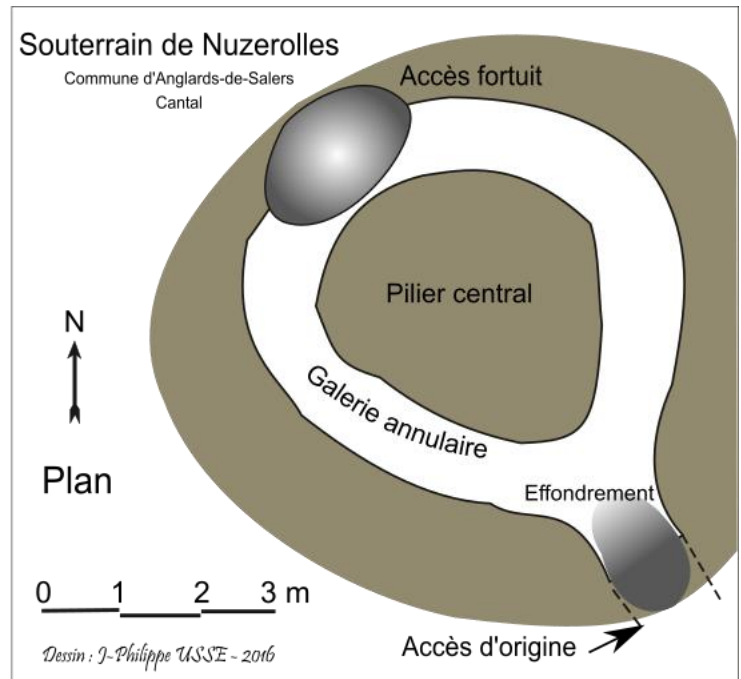 Souterrain de Nuzerolles
Commune d'Anglards-de-Salers
Cantal
Accès fortuit
Pilier central
N
Galerie annulaire
Plan
Effondrement
0 1 2 3 m
Accès d'origine
Dessin : J-Philippe USSE - 2016